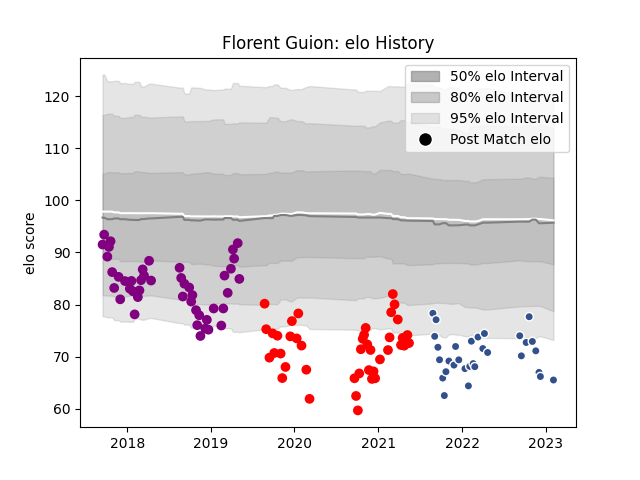 Florent Guion: elo History
50% elo Interval
80% elo Interval
95% elo Interval
Post Match elo
elo score
120
110
100
90
80
70
60
2018
2019
2020
2021
2022
2023